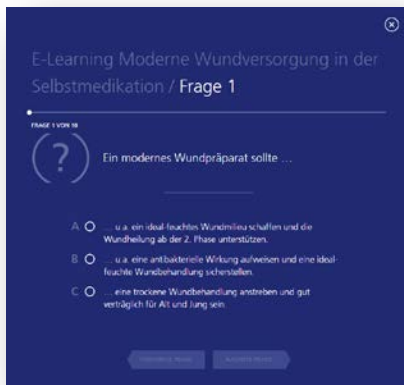 E-Learning Moderne Wundversorgung in der
Selbstmedikation / Frage 1
FRAGE 1 VON 18
(?)
Ein modernes Wundpräparat sollte ...
A ... u.a. ein ideal-feuchtes Wundmilieu schaffen und die
Wundheilung ab der 2. Phase unterstützen.
B ... u.a. eine antibakterielle Wirkung aufweisen und eine ideal-
feuchte Wundbehandlung sicherstellen.
C ... eine trockene Wundbehandlung anstreben und gut
verträglich für Alt und Jung sein.